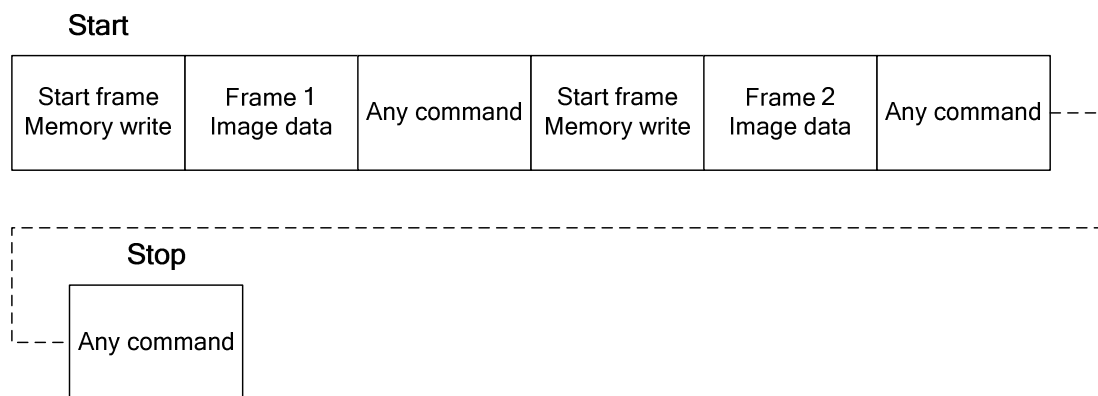 Start
Start frame
Memory write
Frame 1
Image data
Any command
Start frame
Memory write
Frame 2
Image data
Any command
Stop
Any command